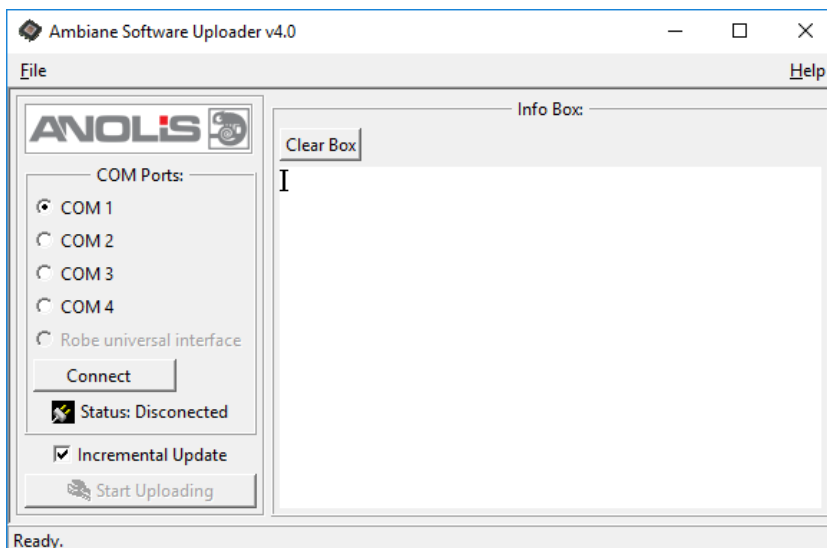 Ambiane Software Uploader v4.0
File Help
ANOLiS
COM Ports:
COM 1
COM 2
COM 3
COM 4
Robe universal interface
Connect
Status: Disconected
Incremental Update
Start Uploading
Info Box:
Clear Box
Ready.